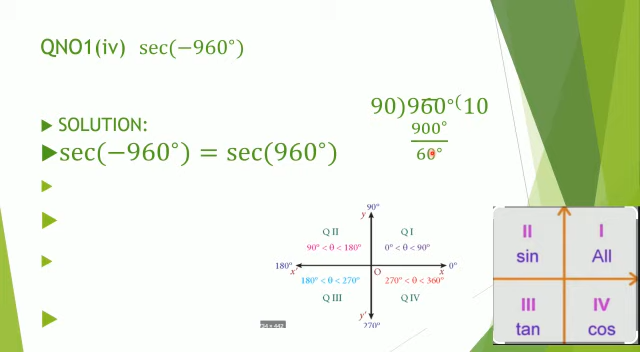 QNO1(iv) sec(−960°)
▶ SOLUTION:
▶ sec(−960°) = sec(960°)
90)960°(10
900°
60°
90°
y
Q II
Q I
90° < θ < 180°
0° < θ < 90°
180°
x'
O
x
0°
180° < θ < 270°
270° < θ < 360°
Q III
Q IV
y'
270°
II
I
sin
All
III
IV
tan
cos